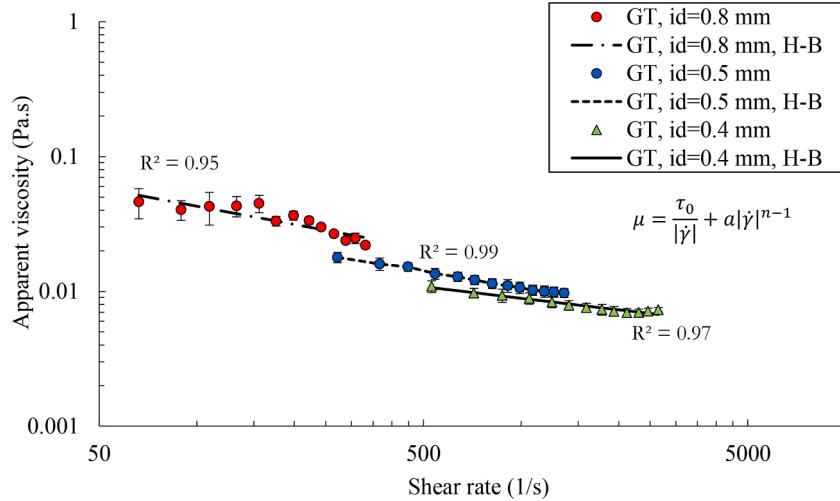 1
0.1
0.01
0.001
Apparent viscosity (Pa.s)
50
500
5000
Shear rate (1/s)
GT, id=0.8 mm
GT, id=0.8 mm, H-B
GT, id=0.5 mm
GT, id=0.5 mm, H-B
GT, id=0.4 mm
GT, id=0.4 mm, H-B
R² = 0.95
μ = τ₀/|γ̇| + a|γ̇|ⁿ⁻¹
R² = 0.99
R² = 0.97